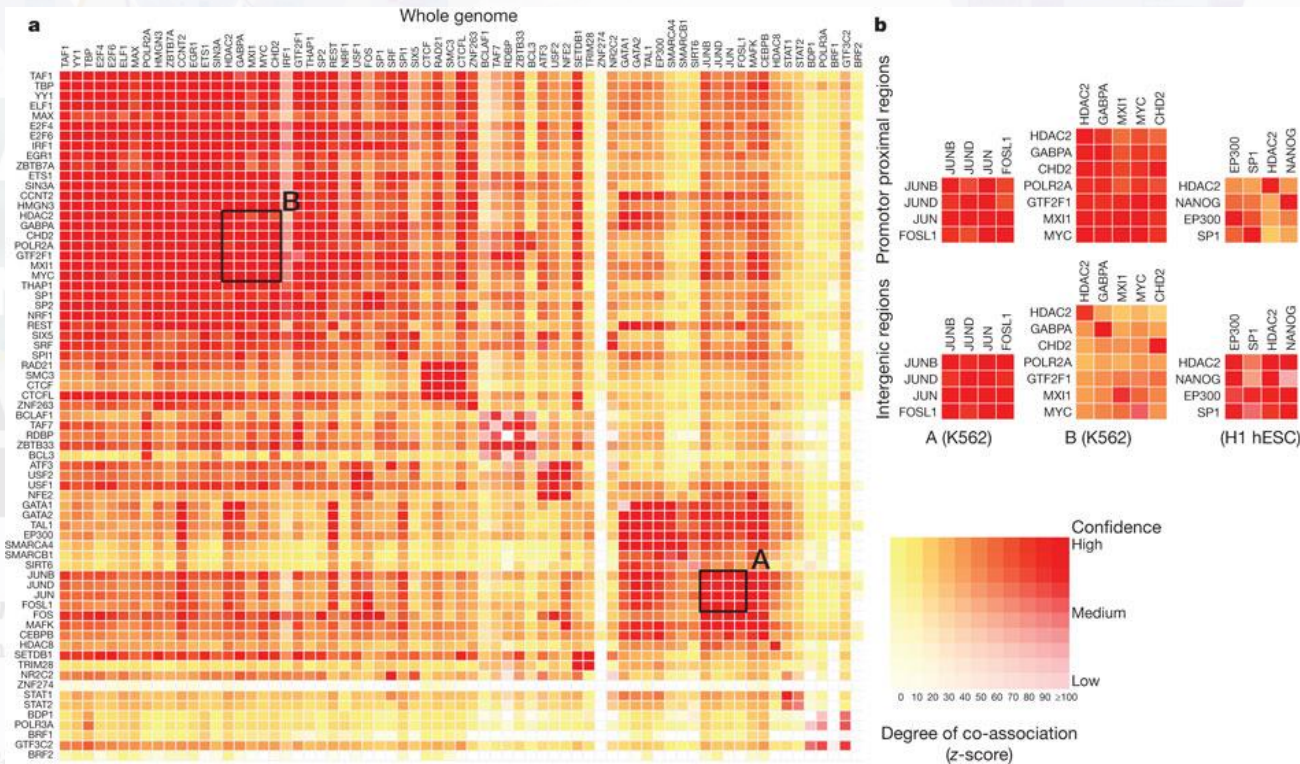 a
Whole genome
TAF1
YY1
TBP
E2F4
E2F6
ELF1
MAX
POLR2A
HMGN3
ZBTB7A
CCNT2
EGR1
ETS1
SIN3A
HDAC2
GABPA
MXI1
MYC
CHD2
IRF1
GTF2F1
THAP1
SP2
REST
NRF1
USF1
FOS
SP1
SRF
SPI1
SIX5
CTCF
RAD21
SMC3
CTCFL
ZNF263
BCLAF1
TAF7
RDBP
ZBTB33
BCL3
ATF3
USF2
NFE2
SETDB1
TRIM28
ZNF274
NR2C2
GATA1
GATA2
TAL1
EP300
SMARCA4
SMARCB1
SIRT6
JUNB
JUND
JUN
FOSL1
MAFK
CEBPB
HDAC8
STAT1
STAT2
BDP1
POLR3A
BRF1
GTF3C2
BRF2
TAF1
TBP
YY1
ELF1
MAX
E2F4
E2F6
IRF1
EGR1
ZBTB7A
ETS1
SIN3A
CCNT2
HMGN3
HDAC2
GABPA
CHD2
POLR2A
GTF2F1
MXI1
MYC
THAP1
SP1
SP2
NRF1
REST
SIX5
SRF
SPI1
RAD21
SMC3
CTCF
CTCFL
ZNF263
BCLAF1
TAF7
RDBP
ZBTB33
BCL3
ATF3
USF2
USF1
NFE2
GATA1
GATA2
TAL1
EP300
SMARCA4
SMARCB1
SIRT6
JUNB
JUND
JUN
FOSL1
FOS
MAFK
CEBPB
HDAC8
SETDB1
TRIM28
NR2C2
ZNF274
STAT1
STAT2
BDP1
POLR3A
BRF1
GTF3C2
BRF2
B
A
b
Promotor proximal regions
JUNB
JUND
JUN
FOSL1
JUNB
JUND
JUN
FOSL1
HDAC2
GABPA
MXI1
MYC
CHD2
HDAC2
GABPA
CHD2
POLR2A
GTF2F1
MXI1
MYC
EP300
SP1
HDAC2
NANOG
HDAC2
NANOG
EP300
SP1
Intergenic regions
JUNB
JUND
JUN
FOSL1
JUNB
JUND
JUN
FOSL1
HDAC2
GABPA
MXI1
MYC
CHD2
HDAC2
GABPA
CHD2
POLR2A
GTF2F1
MXI1
MYC
EP300
SP1
HDAC2
NANOG
HDAC2
NANOG
EP300
SP1
A (K562)
B (K562)
(H1 hESC)
Confidence
High
Medium
Low
0 10 20 30 40 50 60 70 80 90 ≥100
Degree of co-association
(z-score)